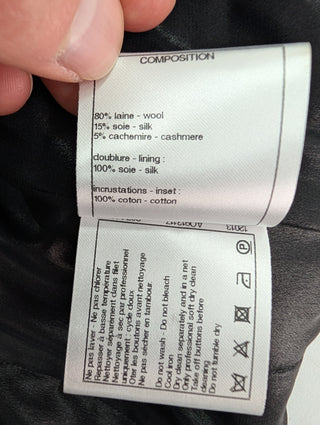 COMPOSITION
80% laine - wool
15% soie - silk
5% cachemire - cashmere
doublure - lining :
100% soie - silk
incrustations - inset :
100% coton - cotton
Ne pas laver - Ne pas chlorer
Repasser à basse température
Nettoyer séparément dans filet
Nettoyage à sec par professionnel
uniquement : cycle doux
Oter les boutons avant nettoyage
Ne pas sécher en tambour
Do not wash - Do not bleach
Cool iron
Dry clean separately and in a net
Only professional soft dry clean
Take off buttons before
cleaning
Do not tumble dry
P
12013